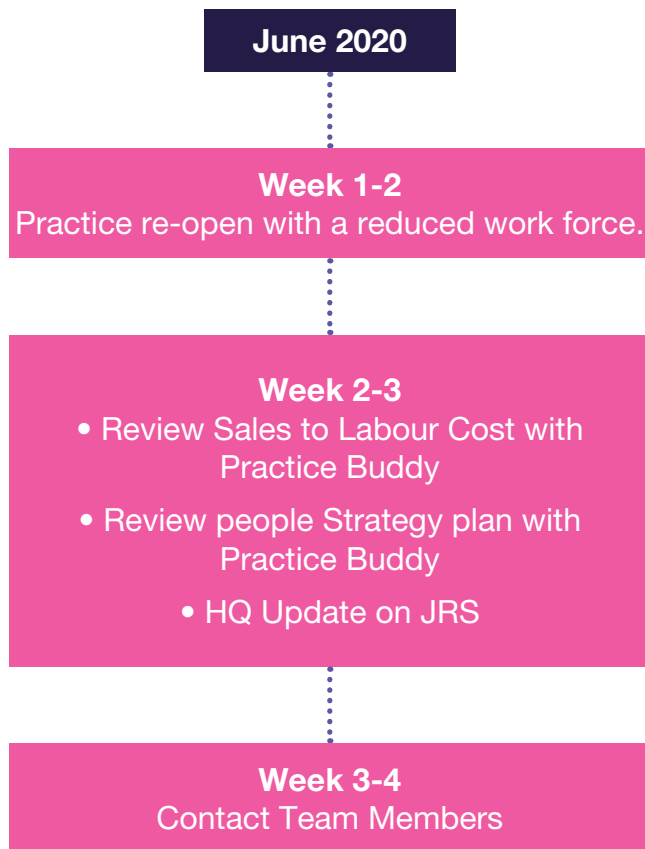 June 2020
Week 1-2
Practice re-open with a reduced work force.
Week 2-3
• Review Sales to Labour Cost with
Practice Buddy
• Review people Strategy plan with
Practice Buddy
• HQ Update on JRS
Week 3-4
Contact Team Members